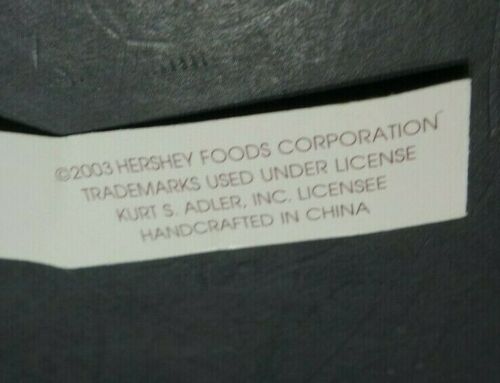 ©2003 HERSHEY FOODS CORPORATION
TRADEMARKS USED UNDER LICENSE
KURT S. ADLER, INC. LICENSEE
HANDCRAFTED IN CHINA